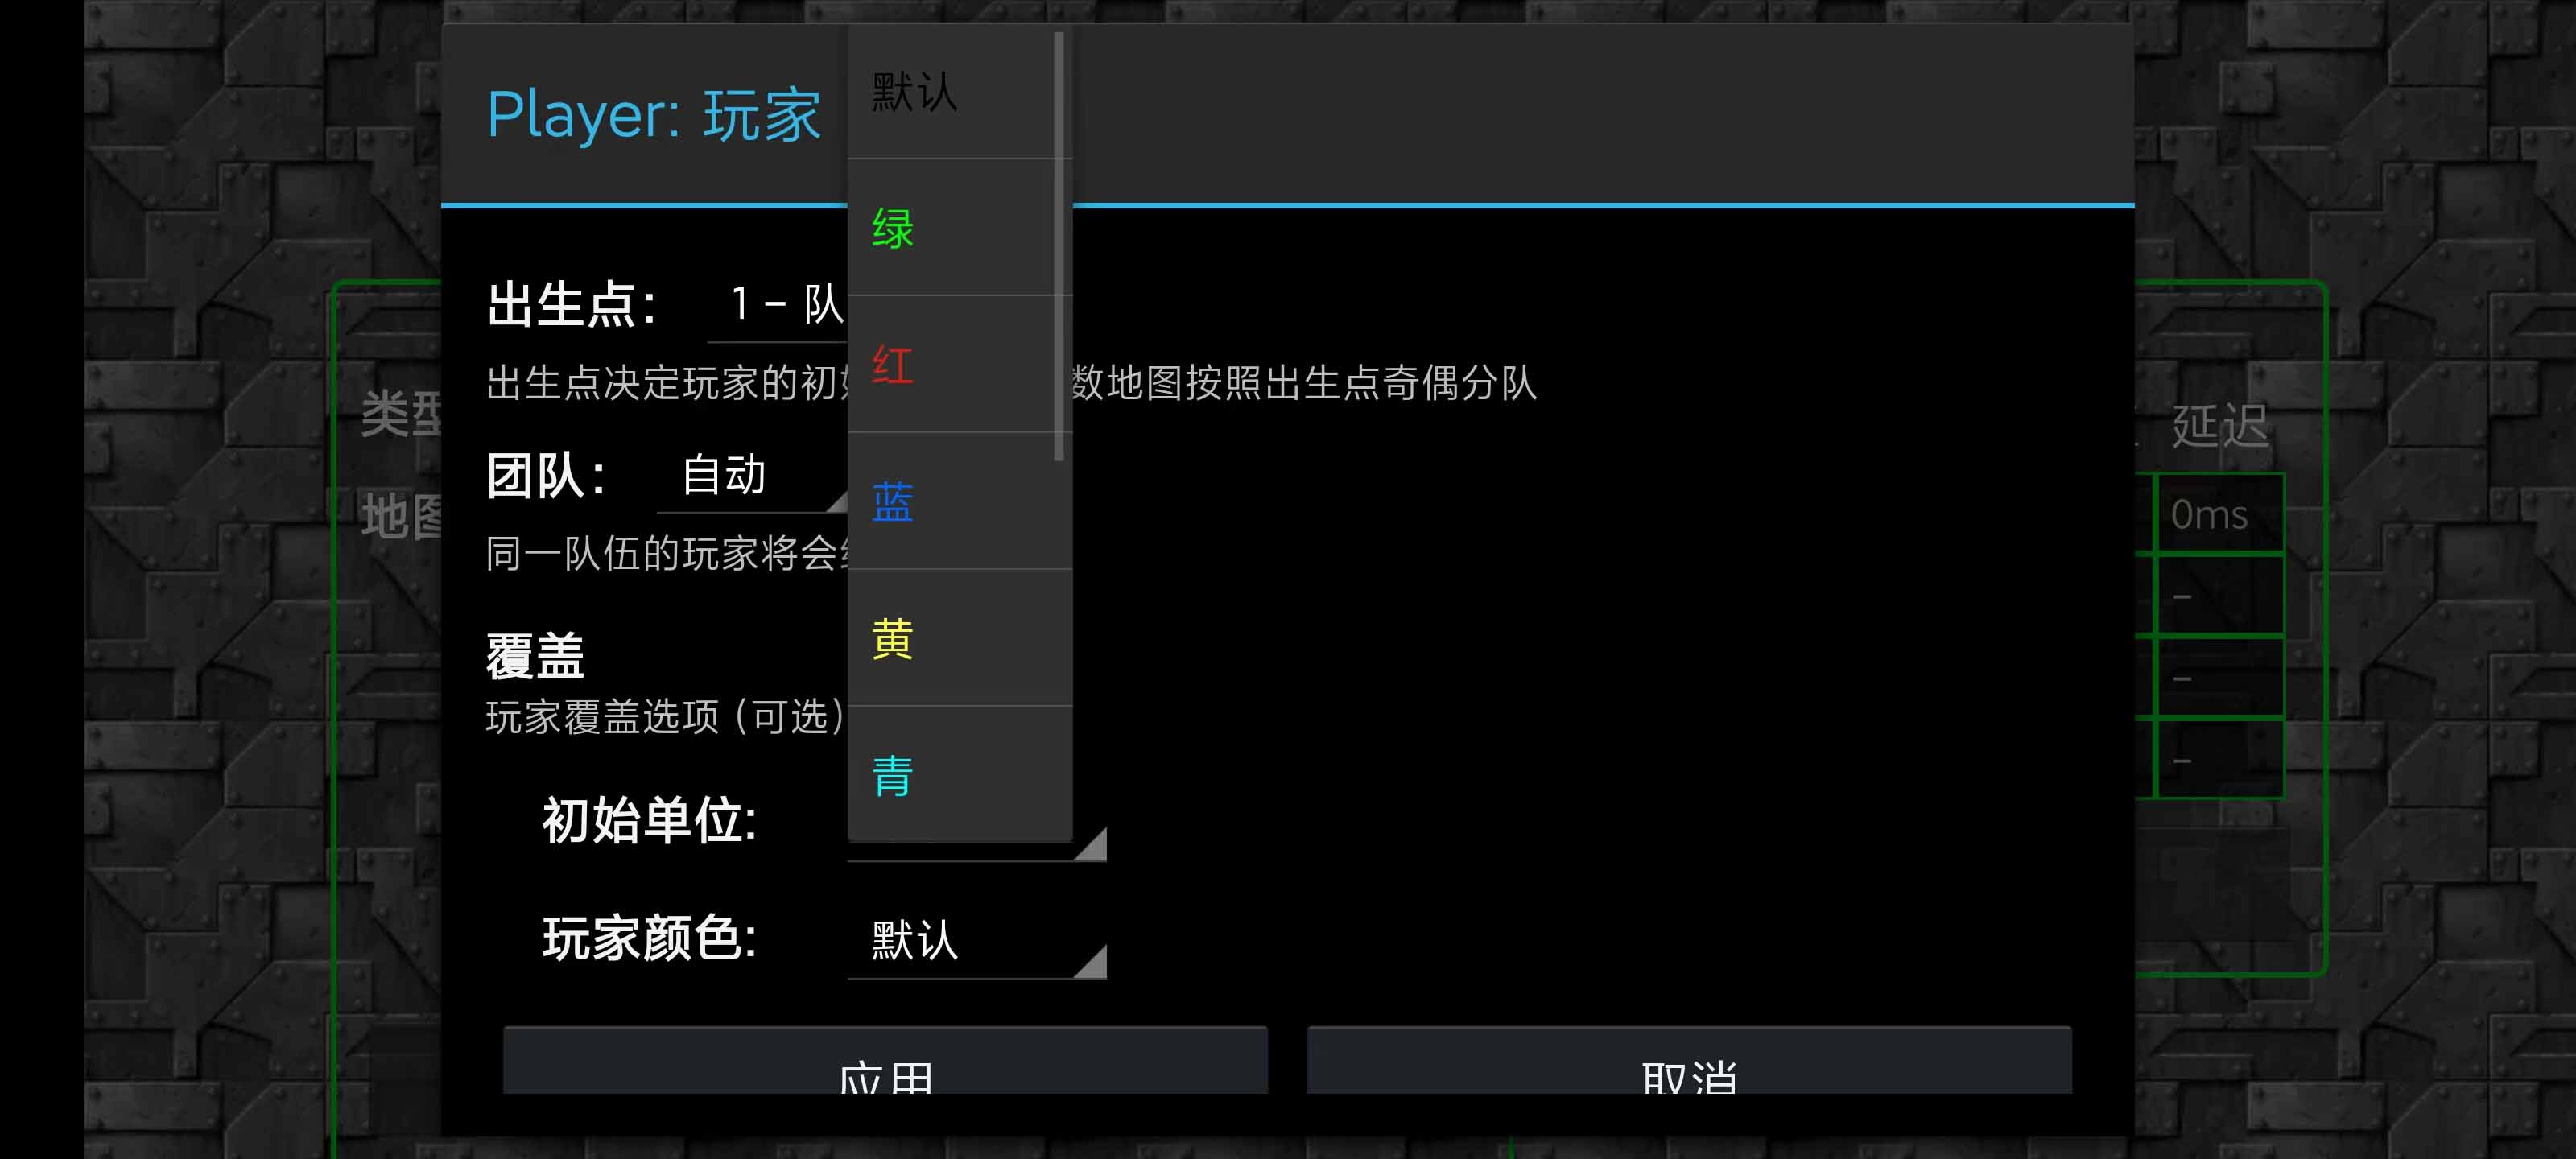 Player: 玩家
默认
绿
红
蓝
黄
青
出生点: 1 - 队
出生点决定玩家的初
数地图按照出生点奇偶分队
团队: 自动
同一队伍的玩家将会
覆盖
玩家覆盖选项 (可选)
初始单位:
玩家颜色: 默认
应用
取消
类型
地图
延迟
0ms
-
-
-